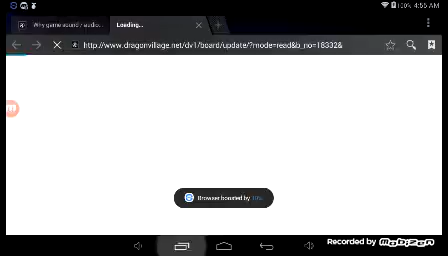 100% 4:55 AM
Why game sound / audio...
Loading...
http://www.dragonvillage.net/dv1/board/update/?mode=read&b_no=18332&
Browser boosted by
Recorded by MOBIZEN